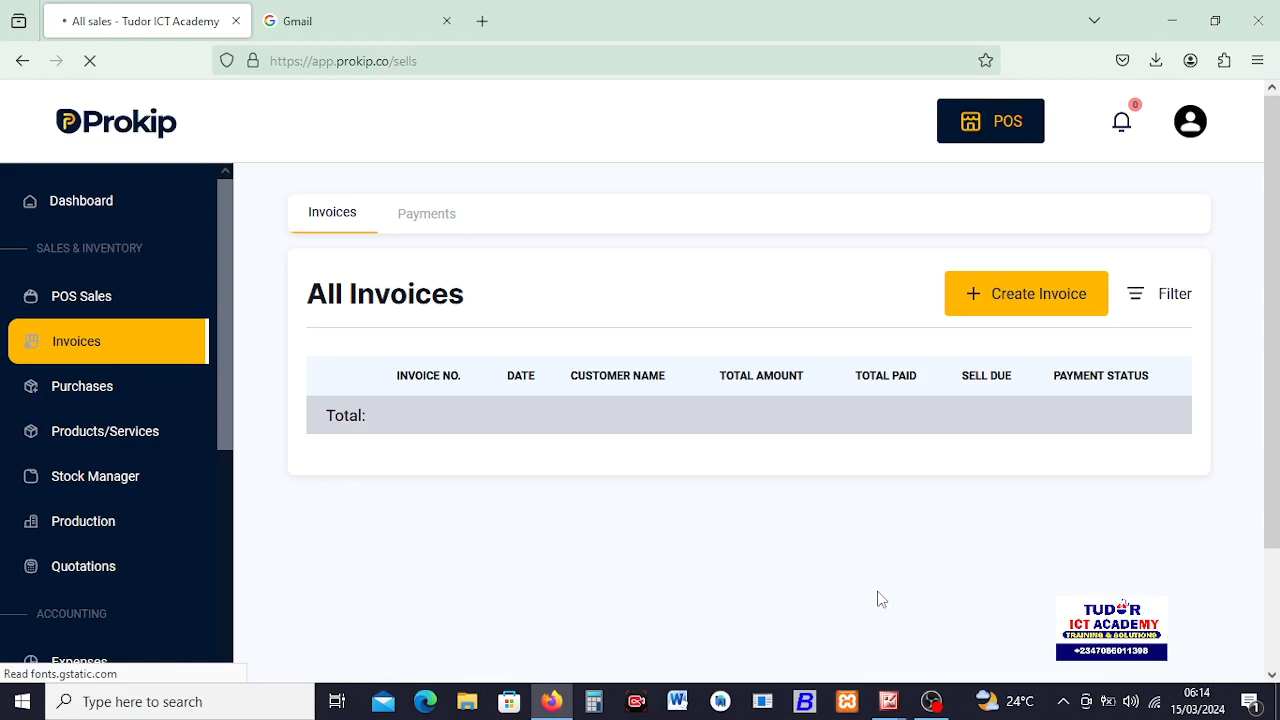 All sales - Tudor ICT Academy
Gmail
https://app.prokip.co/sells
Prokip
POS
0
Dashboard
SALES & INVENTORY
POS Sales
Invoices
Purchases
Products/Services
Stock Manager
Production
Quotations
ACCOUNTING
Expenses
Invoices
Payments
All Invoices
Create Invoice
Filter
INVOICE NO. DATE CUSTOMER NAME TOTAL AMOUNT TOTAL PAID SELL DUE PAYMENT STATUS
Total:
TUDOR
ICT ACADEMY
TRAINING & SOLUTIONS
+2347086011398
Read fonts.gstatic.com
Type here to search
24°C
06:14
15/03/2024